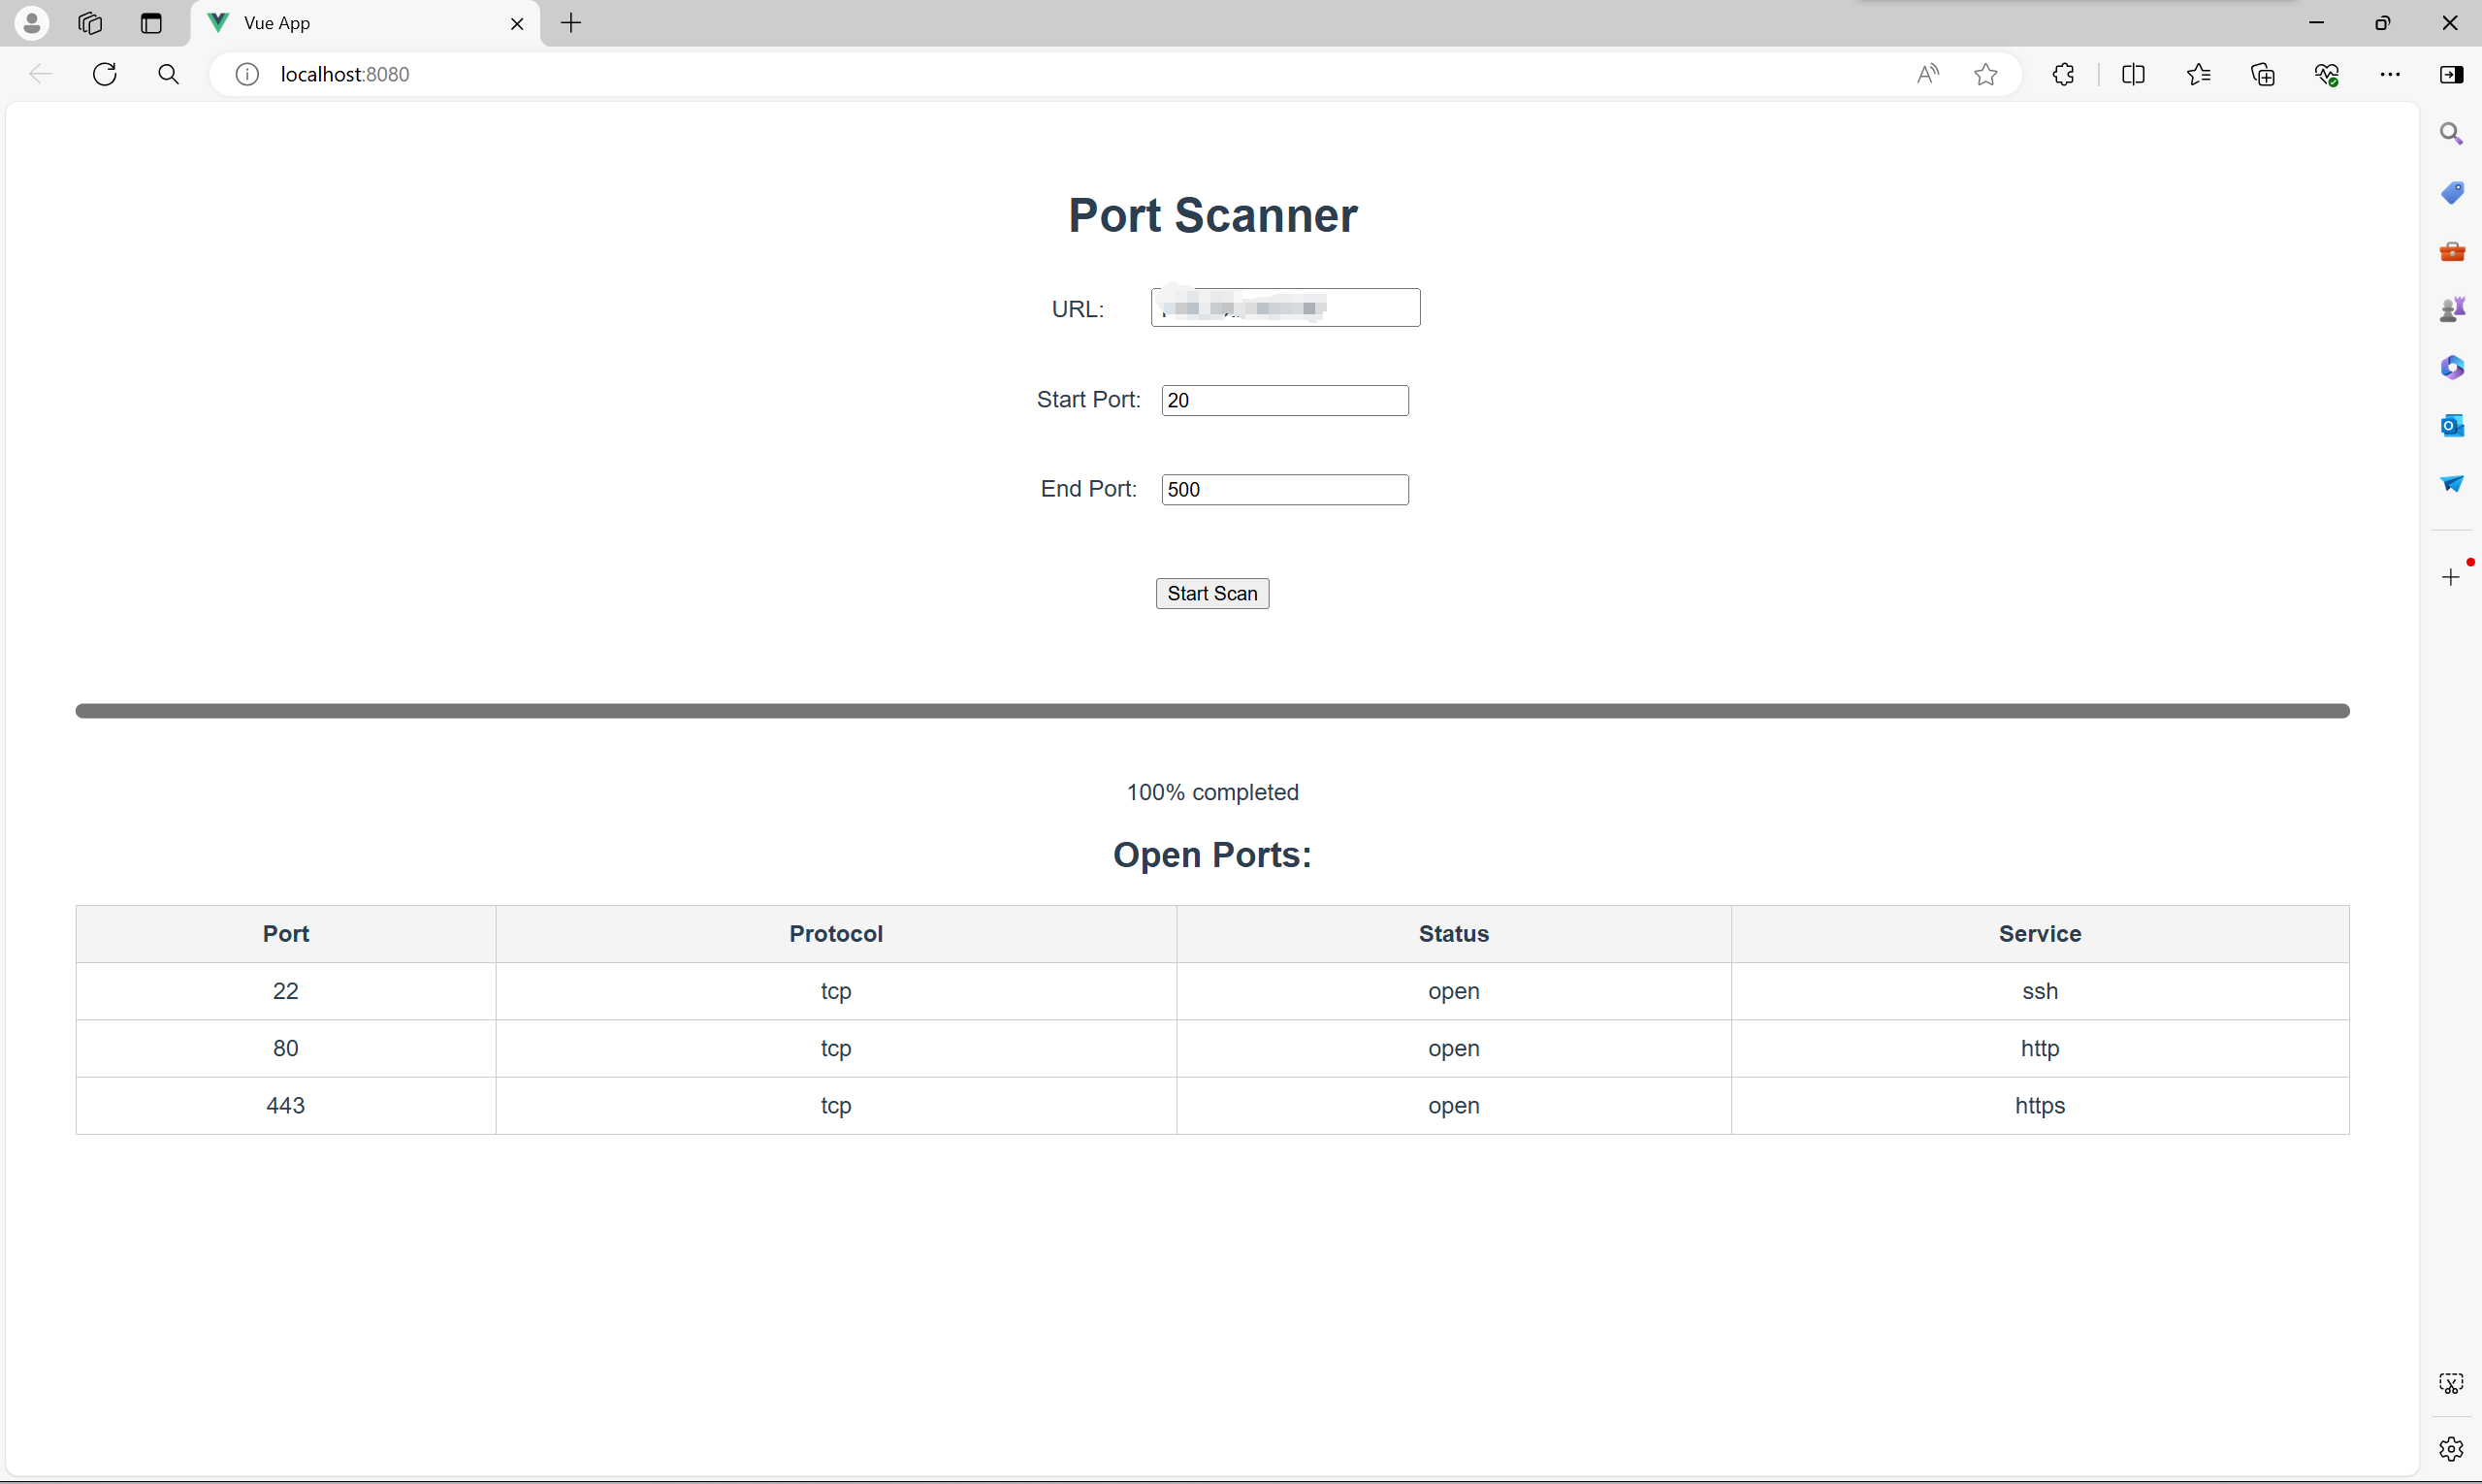 Vue App
localhost:8080
Port Scanner
URL:
Start Port: 20
End Port: 500
Start Scan
100% completed
Open Ports:
Port Protocol Status Service
22 tcp open ssh
80 tcp open http
443 tcp open https